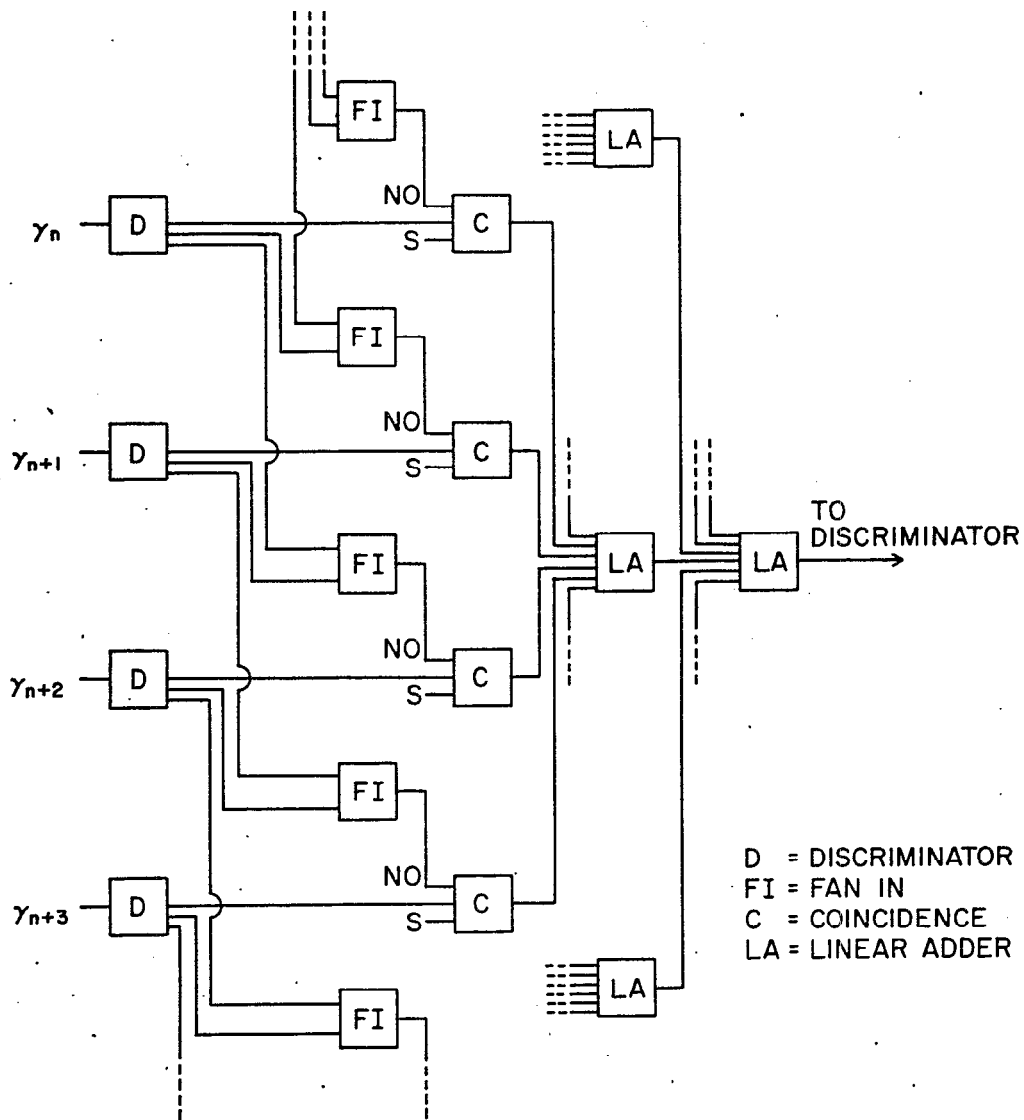 FI
LA
NO
γn
D
C
S
FI
NO
γn+1
D
C
S
TO
DISCRIMINATOR
FI
LA
LA
NO
γn+2
D
C
S
FI
D = DISCRIMINATOR
NO
FI = FAN IN
γn+3
D
C
C = COINCIDENCE
S
LA = LINEAR ADDER
LA
FI